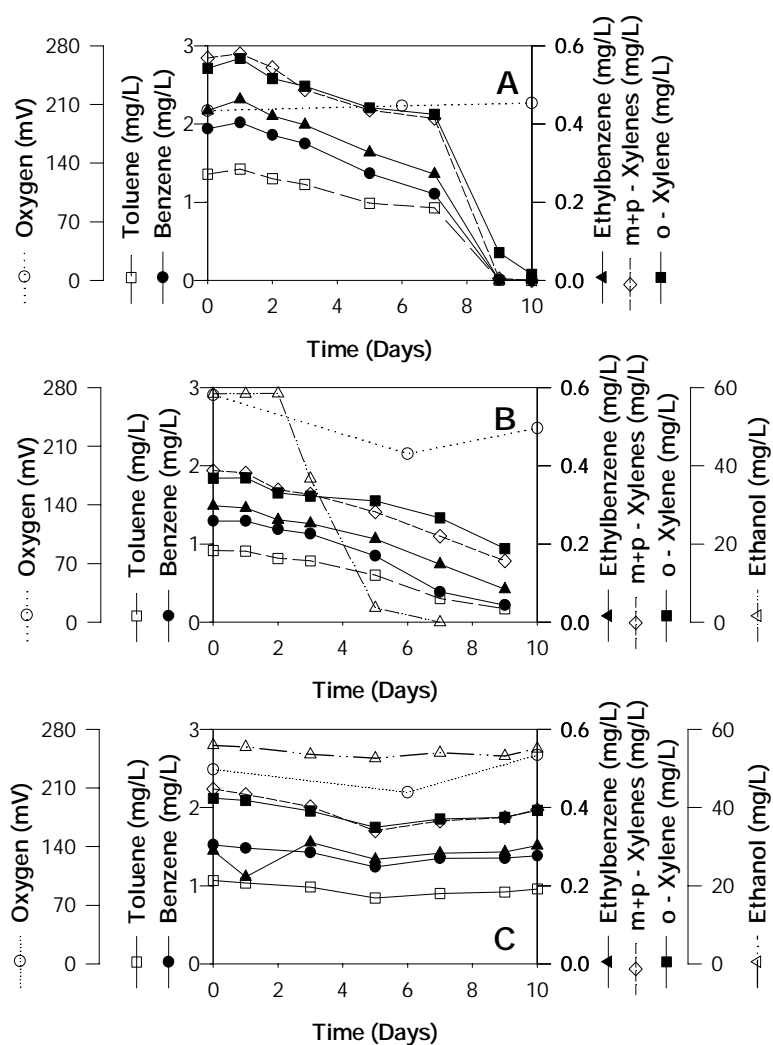 280
210
140
70
0
Oxygen (mV)
Toluene (mg/L)
Benzene (mg/L)
3
2
1
0
A
0.6
0.4
0.2
0.0
Ethylbenzene (mg/L)
m+p - Xylenes (mg/L)
o - Xylene (mg/L)
0 2 4 6 8 10
Time (Days)
280
210
140
70
0
Oxygen (mV)
Toluene (mg/L)
Benzene (mg/L)
3
2
1
0
B
0.6
0.4
0.2
0.0
Ethylbenzene (mg/L)
m+p - Xylenes (mg/L)
o - Xylene (mg/L)
60
40
20
0
Ethanol (mg/L)
0 2 4 6 8 10
Time (Days)
280
210
140
70
0
Oxygen (mV)
Toluene (mg/L)
Benzene (mg/L)
3
2
1
0
C
0.6
0.4
0.2
0.0
Ethylbenzene (mg/L)
m+p - Xylenes (mg/L)
o - Xylene (mg/L)
60
40
20
0
Ethanol (mg/L)
0 2 4 6 8 10
Time (Days)